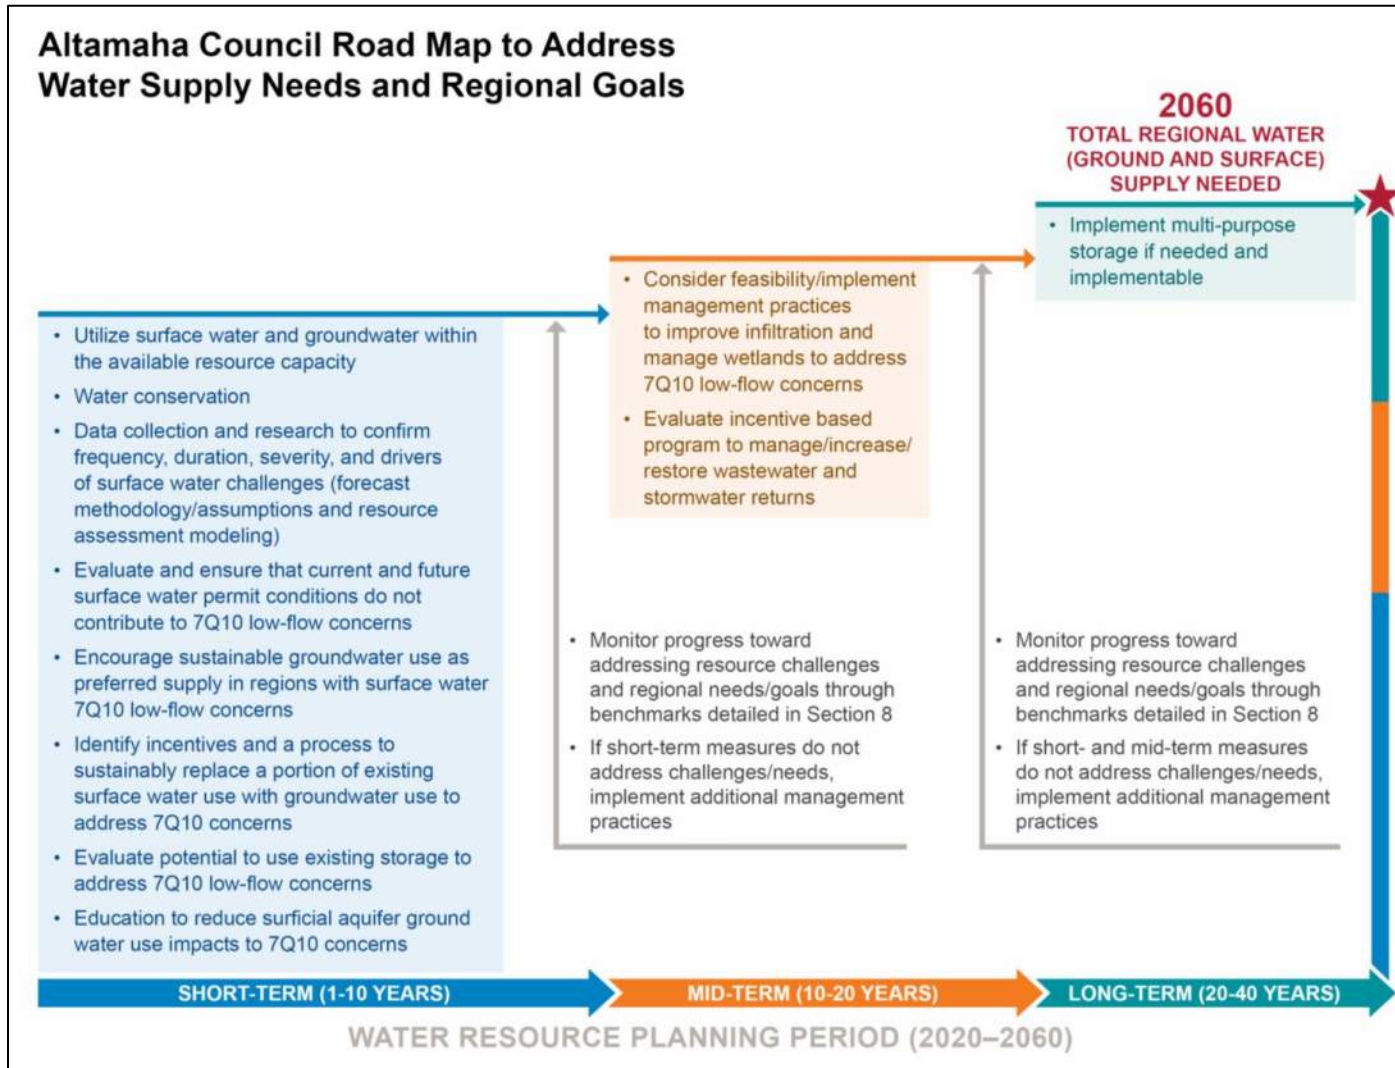 Altamaha Council Road Map to Address
Water Supply Needs and Regional Goals
2060
TOTAL REGIONAL WATER
(GROUND AND SURFACE)
SUPPLY NEEDED
• Utilize surface water and groundwater within
the available resource capacity
• Water conservation
• Data collection and research to confirm
frequency, duration, severity, and drivers
of surface water challenges (forecast
methodology/assumptions and resource
assessment modeling)
• Evaluate and ensure that current and future
surface water permit conditions do not
contribute to 7Q10 low-flow concerns
• Encourage sustainable groundwater use as
preferred supply in regions with surface water
7Q10 low-flow concerns
• Identify incentives and a process to
sustainably replace a portion of existing
surface water use with groundwater use to
address 7Q10 concerns
• Evaluate potential to use existing storage to
address 7Q10 low-flow concerns
• Education to reduce surficial aquifer ground
water use impacts to 7Q10 concerns
• Consider feasibility/implement
management practices
to improve infiltration and
manage wetlands to address
7Q10 low-flow concerns
• Evaluate incentive based
program to manage/increase/
restore wastewater and
stormwater returns
• Monitor progress toward
addressing resource challenges
and regional needs/goals through
benchmarks detailed in Section 8
• If short-term measures do not
address challenges/needs,
implement additional management
practices
• Implement multi-purpose
storage if needed and
implementable
• Monitor progress toward
addressing resource challenges
and regional needs/goals through
benchmarks detailed in Section 8
• If short- and mid-term measures
do not address challenges/needs,
implement additional management
practices
SHORT-TERM (1-10 YEARS)
MID-TERM (10-20 YEARS)
LONG-TERM (20-40 YEARS)
WATER RESOURCE PLANNING PERIOD (2020–2060)